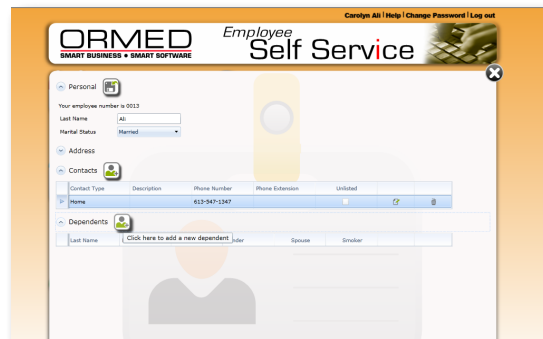 Carolyn Ali | Help | Change Password | Log out
ORMED
SMART BUSINESS • SMART SOFTWARE
Employee
Self Service
Personal
Your employee number is 0013
Last Name Ali
Marital Status Married
Address
Contacts
Contact Type Description Phone Number Phone Extension Unlisted
Home 613-547-1347
Dependents
Click here to add a new dependent
Last Name Spouse Smoker